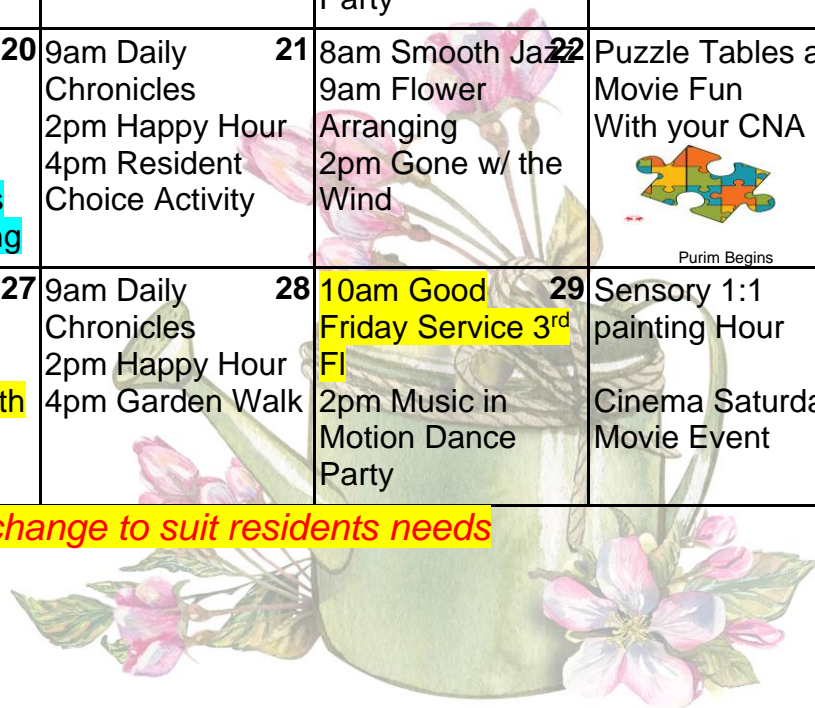 Party
20
s
ng
9am Daily 21
Chronicles
2pm Happy Hour
4pm Resident
Choice Activity
8am Smooth Jazz 22
9am Flower
Arranging
2pm Gone w/ the
Wind
Puzzle Tables a
Movie Fun
With your CNA
Purim Begins
27
th
9am Daily 28
Chronicles
2pm Happy Hour
4pm Garden Walk
10am Good 29
Friday Service 3rd
Fl
2pm Music in
Motion Dance
Party
Sensory 1:1
painting Hour
Cinema Saturda
Movie Event
change to suit residents needs